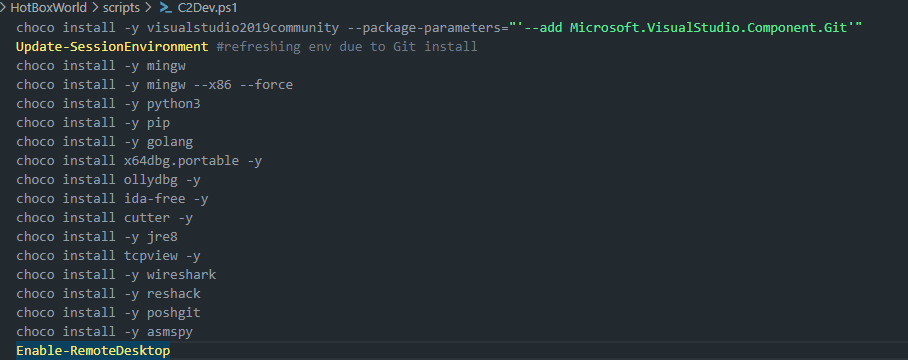 > HotBoxWorld > scripts > C2Dev.ps1
choco install -y visualstudio2019community --package-parameters="'--add Microsoft.VisualStudio.Component.Git'"
Update-SessionEnvironment #refreshing env due to Git install
choco install -y mingw
choco install -y mingw --x86 --force
choco install -y python3
choco install -y pip
choco install -y golang
choco install x64dbg.portable -y
choco install ollydbg -y
choco install ida-free -y
choco install cutter -y
choco install -y jre8
choco install tcpview -y
choco install -y wireshark
choco install -y reshack
choco install -y poshgit
choco install -y asmspy
Enable-RemoteDesktop